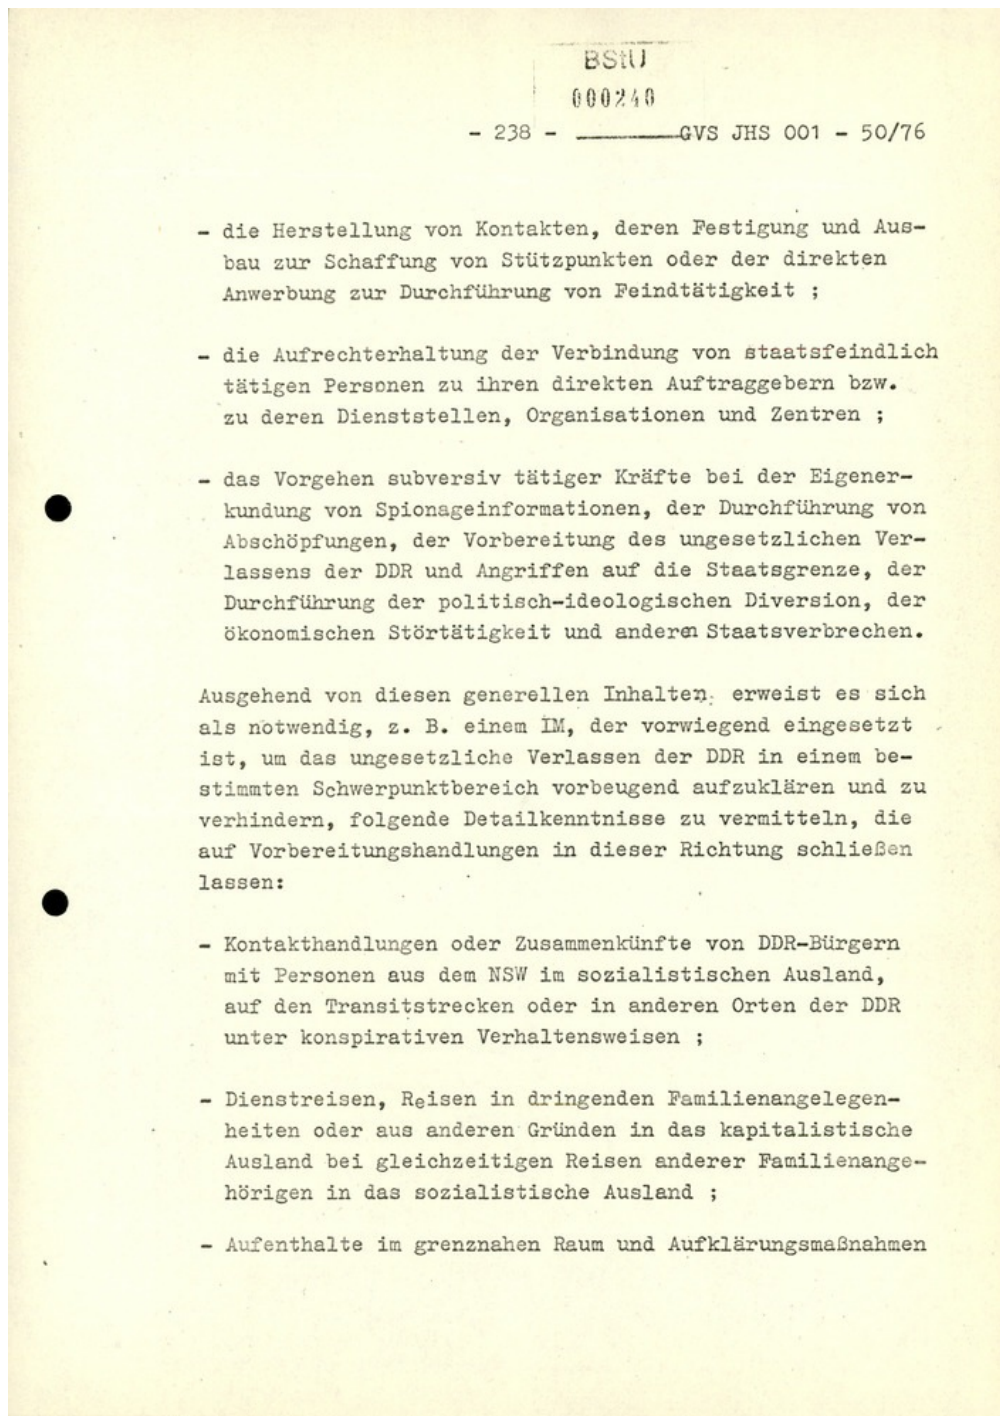 BStU
000240
- 238 - GVS JHS 001 - 50/76
- die Herstellung von Kontakten, deren Festigung und Aus-
bau zur Schaffung von Stützpunkten oder der direkten
Anwerbung zur Durchführung von Feindtätigkeit ;
- die Aufrechterhaltung der Verbindung von staatsfeindlich
tätigen Personen zu ihren direkten Auftraggebern bzw.
zu deren Dienststellen, Organisationen und Zentren ;
- das Vorgehen subversiv tätiger Kräfte bei der Eigener-
kundung von Spionageinformationen, der Durchführung von
Abschöpfungen, der Vorbereitung des ungesetzlichen Ver-
lassens der DDR und Angriffen auf die Staatsgrenze, der
Durchführung der politisch-ideologischen Diversion, der
ökonomischen Störtätigkeit und anderen Staatsverbrechen.
Ausgehend von diesen generellen Inhalten erweist es sich
als notwendig, z. B. einem IM, der vorwiegend eingesetzt
ist, um das ungesetzliche Verlassen der DDR in einem be-
stimmten Schwerpunktbereich vorbeugend aufzuklären und zu
verhindern, folgende Detailkenntnisse zu vermitteln, die
auf Vorbereitungshandlungen in dieser Richtung schließen
lassen:
- Kontakthandlungen oder Zusammenkünfte von DDR-Bürgern
mit Personen aus dem NSW im sozialistischen Ausland,
auf den Transitstrecken oder in anderen Orten der DDR
unter konspirativen Verhaltensweisen ;
- Dienstreisen, Reisen in dringenden Familienangelegen-
heiten oder aus anderen Gründen in das kapitalistische
Ausland bei gleichzeitigen Reisen anderer Familienange-
hörigen in das sozialistische Ausland ;
- Aufenthalte im grenznahen Raum und Aufklärungsmaßnahmen